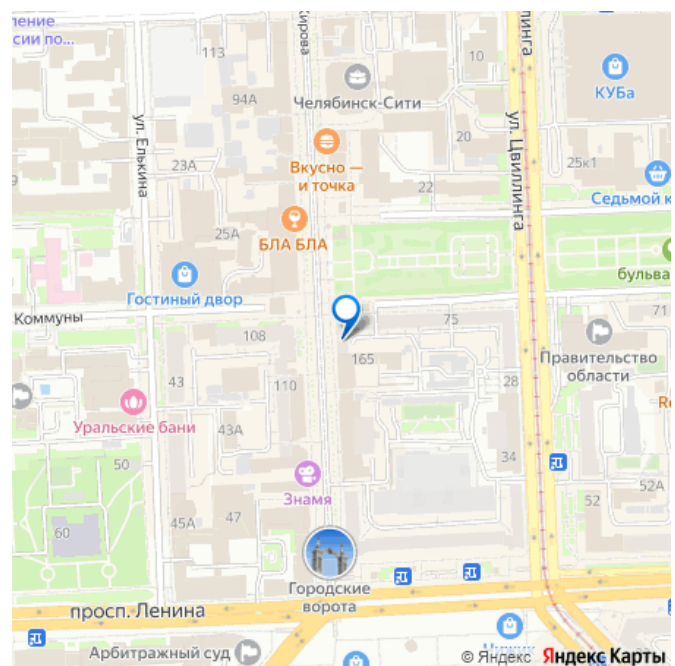 ление
сии по...
113
Кирова
ллинга
10
КУБа
94А
Челябинск-Сити
ул. Елькина
ул. Цвиллинга
20
23А
Вкусно —
и точка
25к1
22
Седьмой к
25А
БЛА БЛА
Гостиный двор
бульва
Коммуны
108
75
71
165
Правительство
области
43
110
28
Уральские бани
43А
50
34
Знамя
52
52А
60
45А
47
Городские
ворота
просп. Ленина
Арбитражный суд
© Яндекс Яндекс Карты